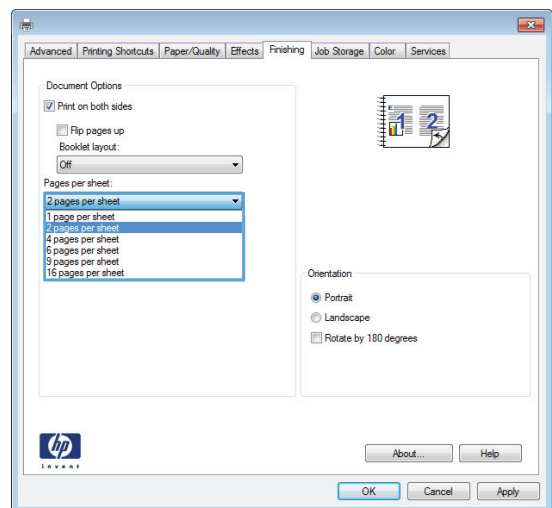 Advanced Printing Shortcuts Paper/Quality Effects Finishing Job Storage Color Services
Document Options
Print on both sides
Flip pages up
Booklet layout:
Off
Pages per sheet:
2 pages per sheet
1 page per sheet
2 pages per sheet
4 pages per sheet
6 pages per sheet
9 pages per sheet
16 pages per sheet
1 2
Orientation
Portrait
Landscape
Rotate by 180 degrees
hp
invent
About... Help
OK Cancel Apply